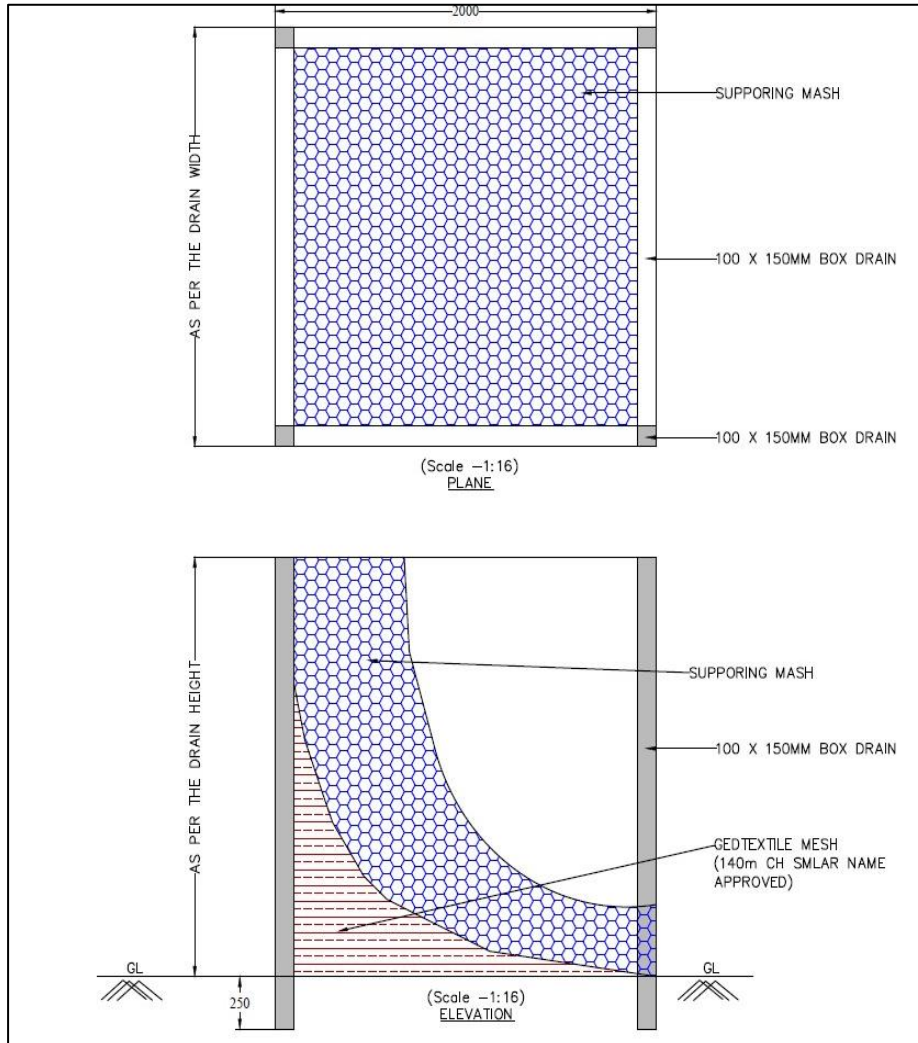 2000
AS PER THE DRAIN WIDTH
SUPPORING MASH
100 X 150MM BOX DRAIN
100 X 150MM BOX DRAIN
(Scale -1:16)
PLANE
AS PER THE DRAIN HEIGHT
SUPPORING MASH
100 X 150MM BOX DRAIN
GEDTEXTILE MESH
(140m CH SMLAR NAME
APPROVED)
GL
GL
250
(Scale -1:16)
ELEVATION